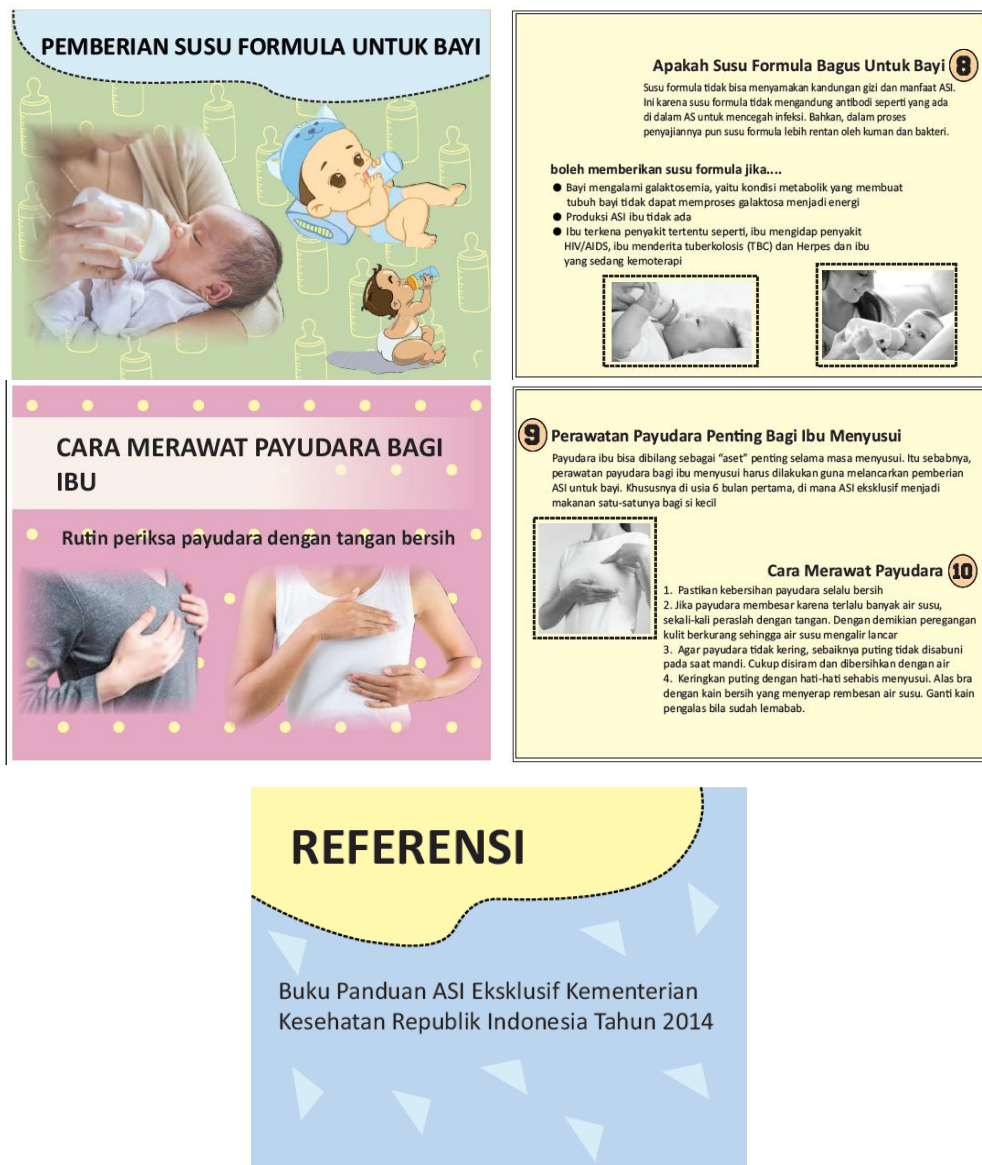 PEMBERIAN SUSU FORMULA UNTUK BAYI
Apakah Susu Formula Bagus Untuk Bayi 8
Susu formula tidak bisa menyamakan kandungan gizi dan manfaat ASI.
Ini karena susu formula tidak mengandung antibodi seperti yang ada
di dalam AS untuk mencegah infeksi. Bahkan, dalam proses
penyajiannya pun susu formula lebih rentan oleh kuman dan bakteri.
boleh memberikan susu formula jika....
● Bayi mengalami galaktosemia, yaitu kondisi metabolik yang membuat
tubuh bayi tidak dapat memproses galaktosa menjadi energi
● Produksi ASI ibu tidak ada
● Ibu terkena penyakit tertentu seperti, ibu mengidap penyakit
HIV/AIDS, ibu menderita tuberkolosis (TBC) dan Herpes dan ibu
yang sedang kemoterapi
CARA MERAWAT PAYUDARA BAGI
IBU
Rutin periksa payudara dengan tangan bersih
9 Perawatan Payudara Penting Bagi Ibu Menyusui
Payudara ibu bisa dibilang sebagai “aset” penting selama masa menyusui. Itu sebabnya,
perawatan payudara bagi ibu menyusui harus dilakukan guna melancarkan pemberian
ASI untuk bayi. Khususnya di usia 6 bulan pertama, di mana ASI eksklusif menjadi
makanan satu-satunya bagi si kecil
Cara Merawat Payudara 10
1. Pastikan kebersihan payudara selalu bersih
2. Jika payudara membesar karena terlalu banyak air susu,
sekali-kali peraslah dengan tangan. Dengan demikian peregangan
kulit berkurang sehingga air susu mengalir lancar
3. Agar payudara tidak kering, sebaiknya puting tidak disabuni
pada saat mandi. Cukup disiram dan dibersihkan dengan air
4. Keringkan puting dengan hati-hati sehabis menyusui. Alas bra
dengan kain bersih yang menyerap rembesan air susu. Ganti kain
pengalas bila sudah lemabab.
REFERENSI
Buku Panduan ASI Eksklusif Kementerian
Kesehatan Republik Indonesia Tahun 2014